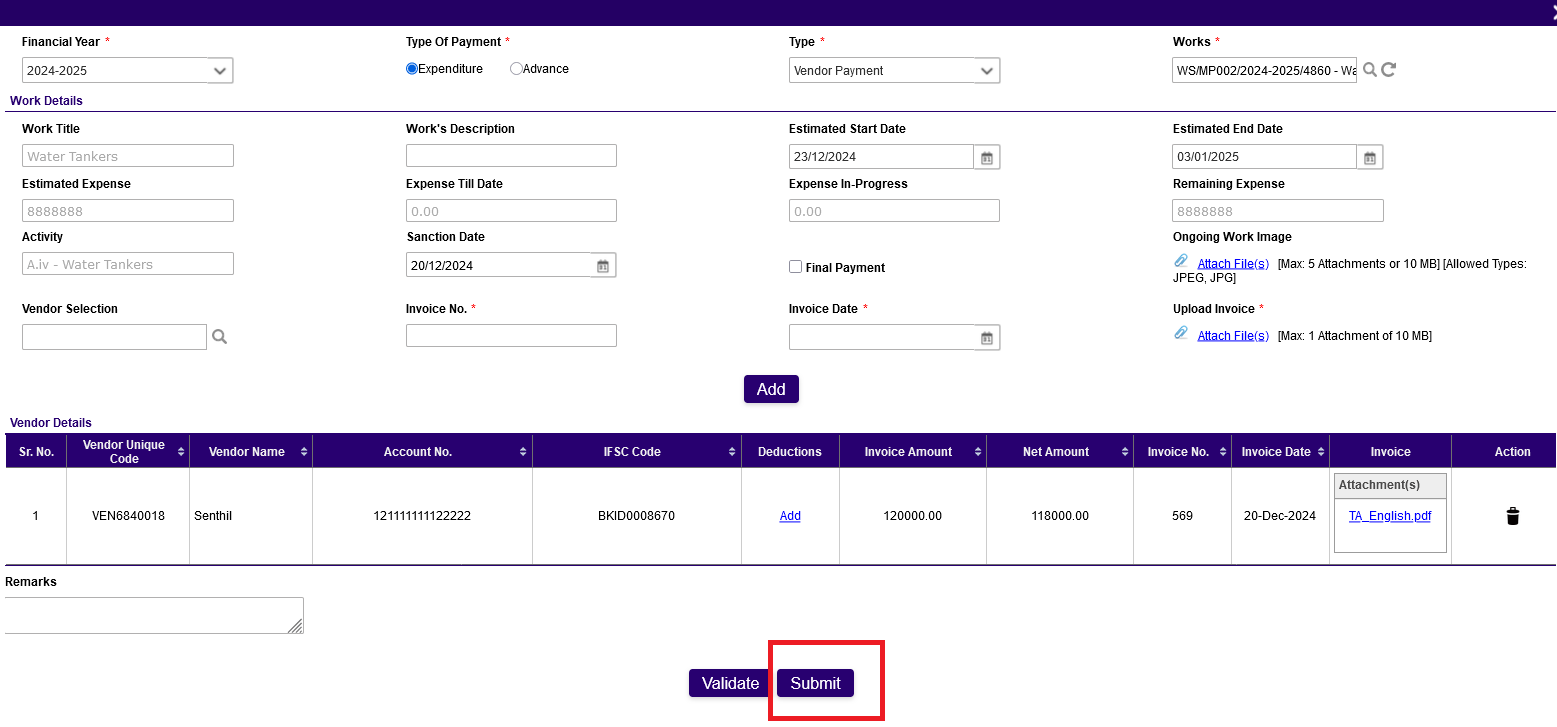 Financial Year *
Type Of Payment *
Type *
Works *
2024-2025
Expenditure
Advance
Vendor Payment
WS/MP002/2024-2025/4860 - Wa
Work Details
Work Title
Work's Description
Estimated Start Date
Estimated End Date
Water Tankers
23/12/2024
03/01/2025
Estimated Expense
Expense Till Date
Expense In-Progress
Remaining Expense
8888888
0.00
0.00
8888888
Activity
Sanction Date
Ongoing Work Image
A.iv - Water Tankers
20/12/2024
Final Payment
Attach File(s) [Max: 5 Attachments or 10 MB] [Allowed Types:
JPEG, JPG]
Vendor Selection
Invoice No. *
Invoice Date *
Upload Invoice *
Attach File(s) [Max: 1 Attachment of 10 MB]
Add
Vendor Details
Sr. No.
Vendor Unique
Code
Vendor Name
Account No.
IFSC Code
Deductions
Invoice Amount
Net Amount
Invoice No.
Invoice Date
Invoice
Action
1
VEN6840018
Senthil
121111111122222
BKID0008670
Add
120000.00
118000.00
569
20-Dec-2024
Attachment(s)
TA_English.pdf
Remarks
Validate
Submit